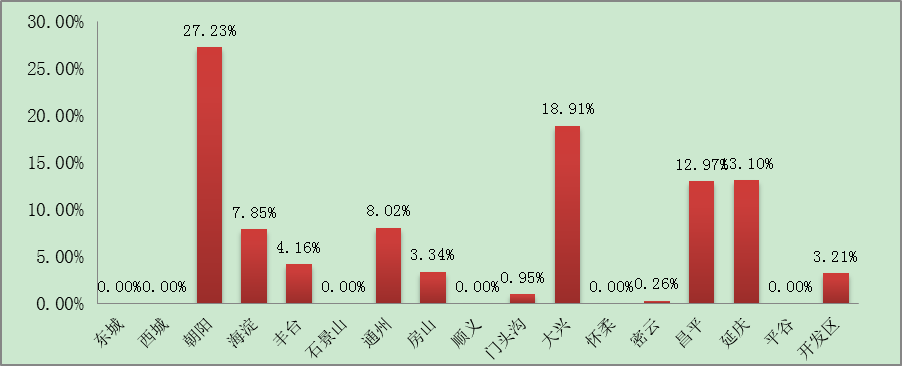 30.00%
25.00%
20.00%
15.00%
10.00%
5.00%
0.00%
0.00%
0.00%
27.23%
7.85%
4.16%
0.00%
8.02%
3.34%
0.00%
0.95%
18.91%
0.00%
0.26%
12.97%
13.10%
0.00%
3.21%
东城
西城
朝阳
海淀
丰台
石景山
通州
房山
顺义
门头沟
大兴
怀柔
密云
昌平
延庆
平谷
开发区